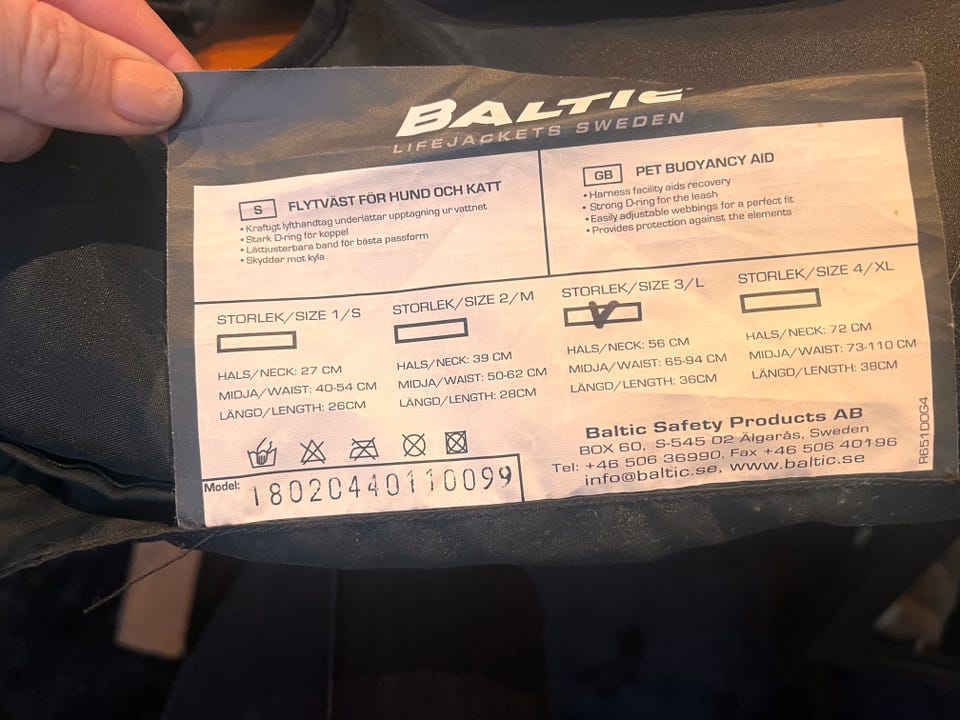 BALTIC
LIFEJACKETS SWEDEN
S FLYTVÄST FÖR HUND OCH KATT
• Kraftigt lyfthandtag underlättar upptagning ur vattnet
• Stark D-ring för koppel
• Lättjusterbara band för bästa passform
• Skyddar mot kyla
GB PET BUOYANCY AID
• Harness facility aids recovery
• Strong D-ring for the leash
• Easily adjustable webbings for a perfect fit
• Provides protection against the elements
STORLEK/SIZE 1/S
HALS/NECK: 27 CM
MIDJA/WAIST: 40-54 CM
LÄNGD/LENGTH: 26CM
STORLEK/SIZE 2/M
HALS/NECK: 39 CM
MIDJA/WAIST: 50-62 CM
LÄNGD/LENGTH: 28CM
STORLEK/SIZE 3/L
HALS/NECK: 56 CM
MIDJA/WAIST: 65-94 CM
LÄNGD/LENGTH: 36CM
STORLEK/SIZE 4/XL
HALS/NECK: 72 CM
MIDJA/WAIST: 73-110 CM
LÄNGD/LENGTH: 38CM
Model: 18020440110099
Baltic Safety Products AB
BOX 60, S-545 02 Älgarås, Sweden
Tel: +46 506 36990, Fax +46 506 40196
info@baltic.se, www.baltic.se
R651DOG4